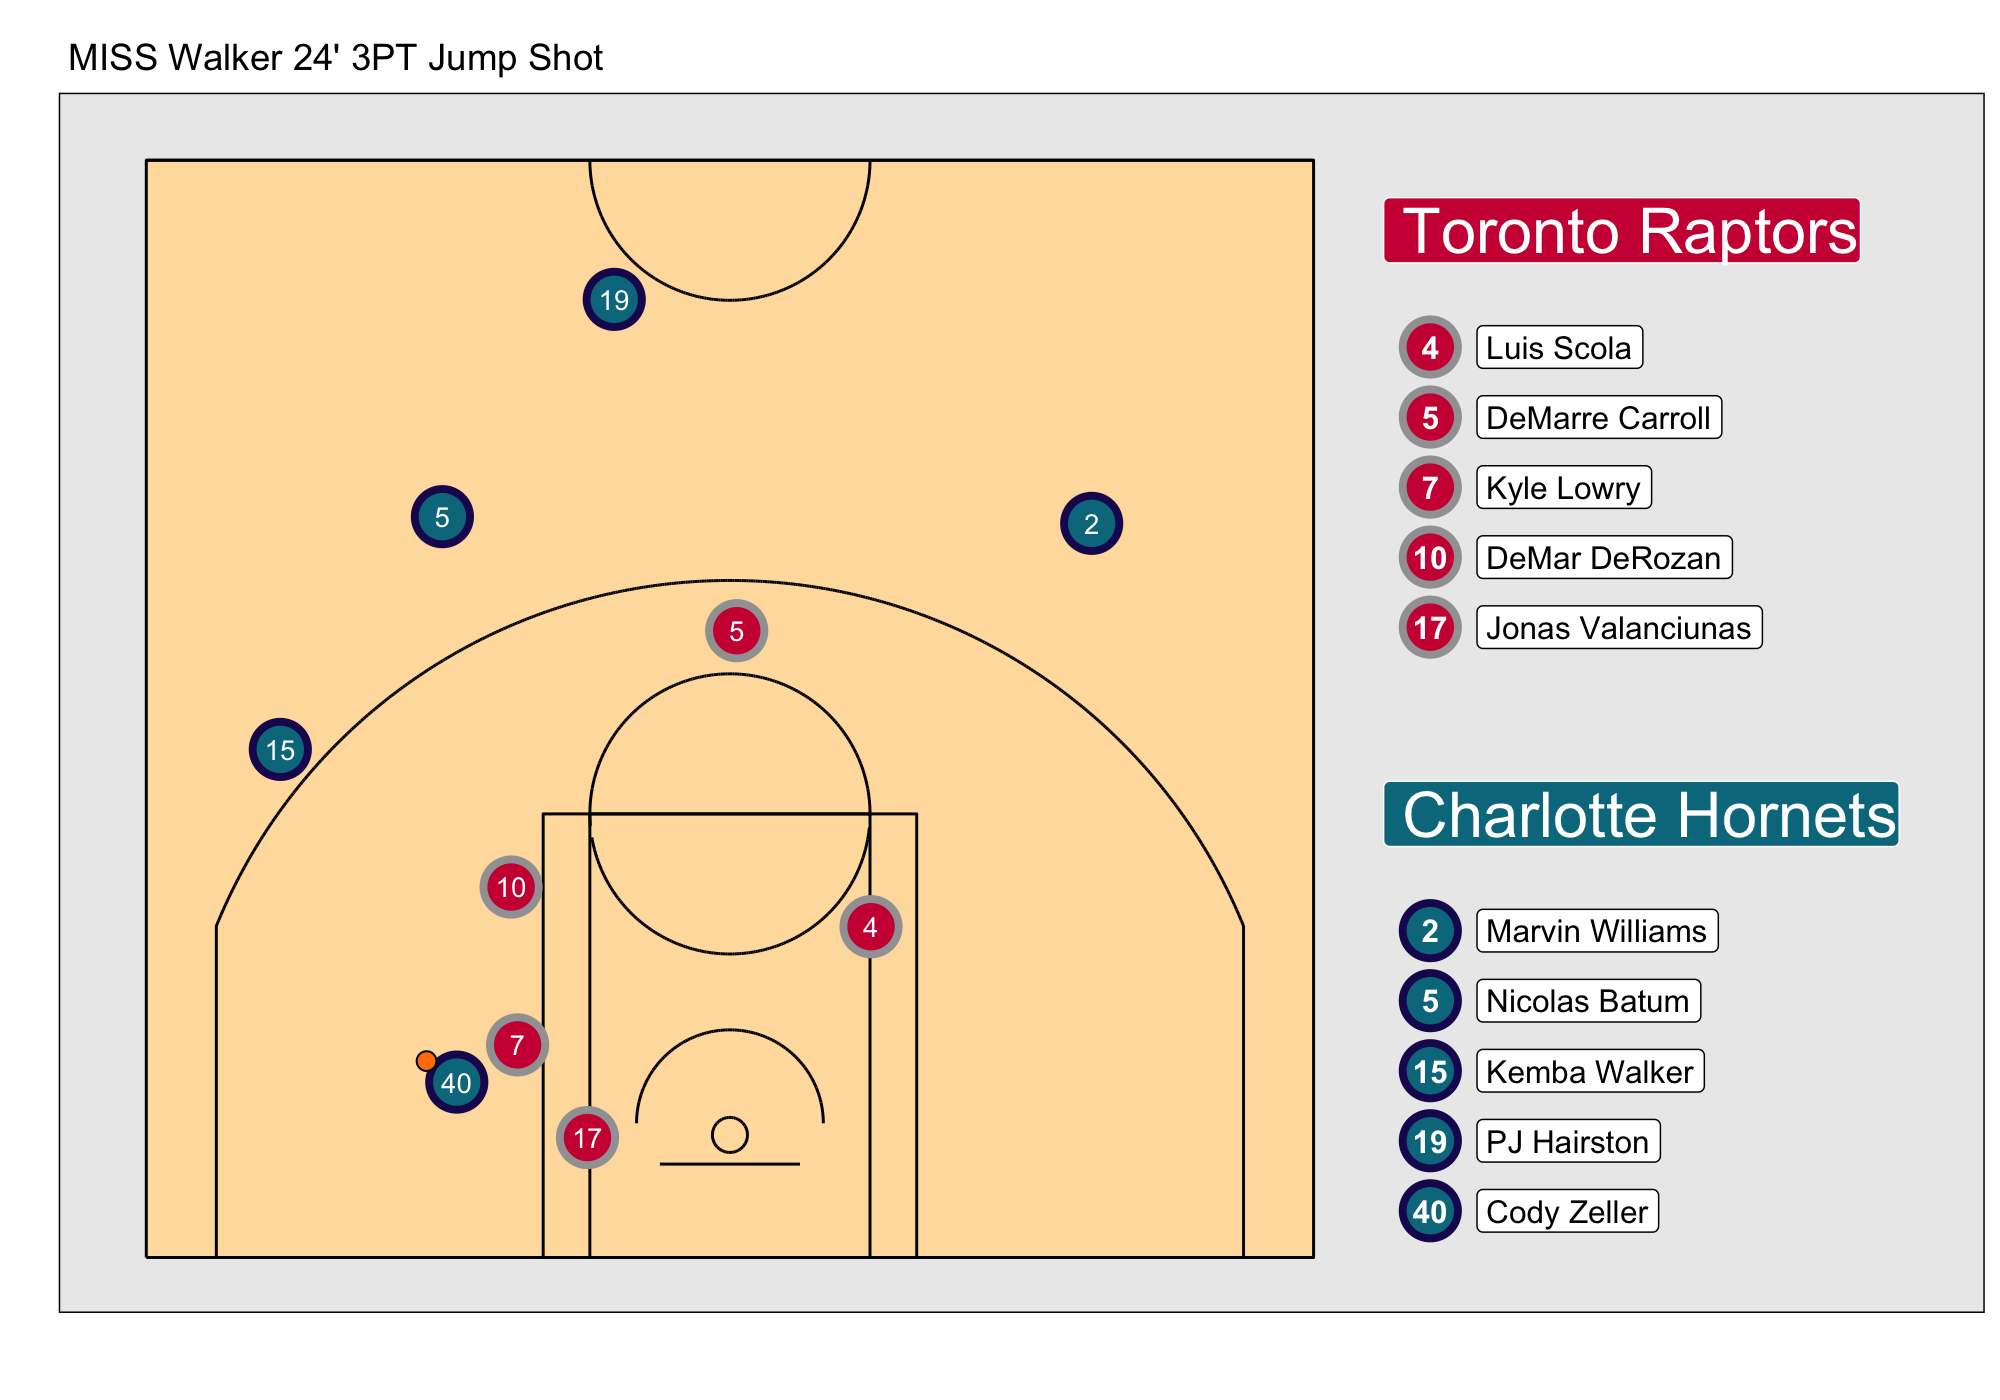 MISS Walker 24' 3PT Jump Shot
19
5
2
5
15
10
4
7
40
17
Toronto Raptors
4 Luis Scola
5 DeMarre Carroll
7 Kyle Lowry
10 DeMar DeRozan
17 Jonas Valanciunas
Charlotte Hornets
2 Marvin Williams
5 Nicolas Batum
15 Kemba Walker
19 PJ Hairston
40 Cody Zeller